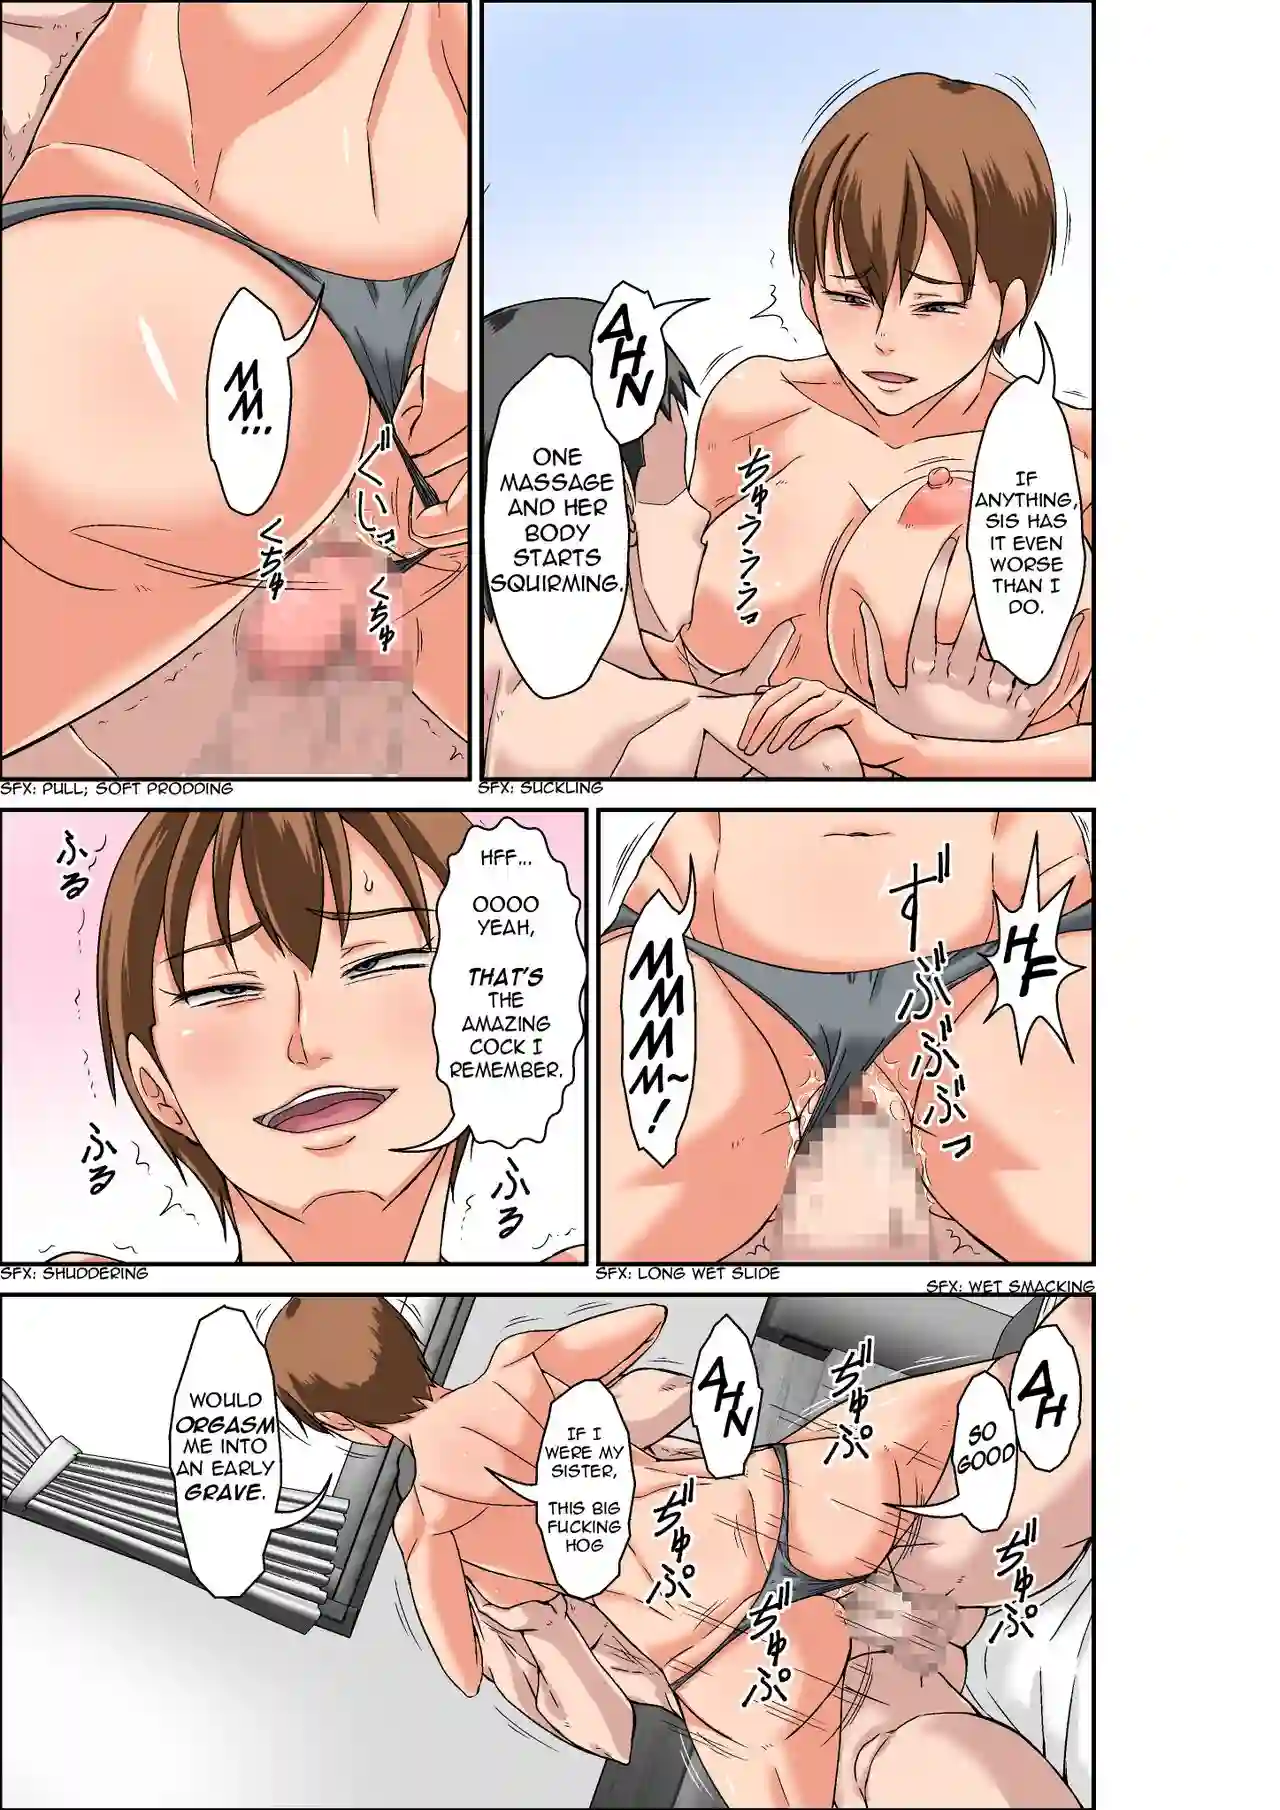 AHN
IF
ANYTHING,
SIS HAS
IT EVEN
WORSE
THAN I
DO.
ONE
MASSAGE
AND HER
BODY
STARTS
SQUIRMING.
ぢゅうううっ
SFX: SUCKLING
MM...
ぐいっ
くちゅ
くちゅ
SFX: PULL; SOFT PRODDING
HF
MMMM~!
ずぶぶぶっ
SFX: LONG WET SLIDE
HFF...
OOOO
YEAH,
THAT'S
THE
AMAZING
COCK I
REMEMBER.
ふる
ふる
ふる
SFX: SHUDDERING
SFX: WET SMACKING
AH
SO
GOOD
AHN
IF I
WERE MY
SISTER,
THIS BIG
FUCKING
HOG
WOULD
ORGASM
ME INTO
AN EARLY
GRAVE.
ぢゅぷ
ぢゅぷ
ぢゅぷ
ぢゅぷ